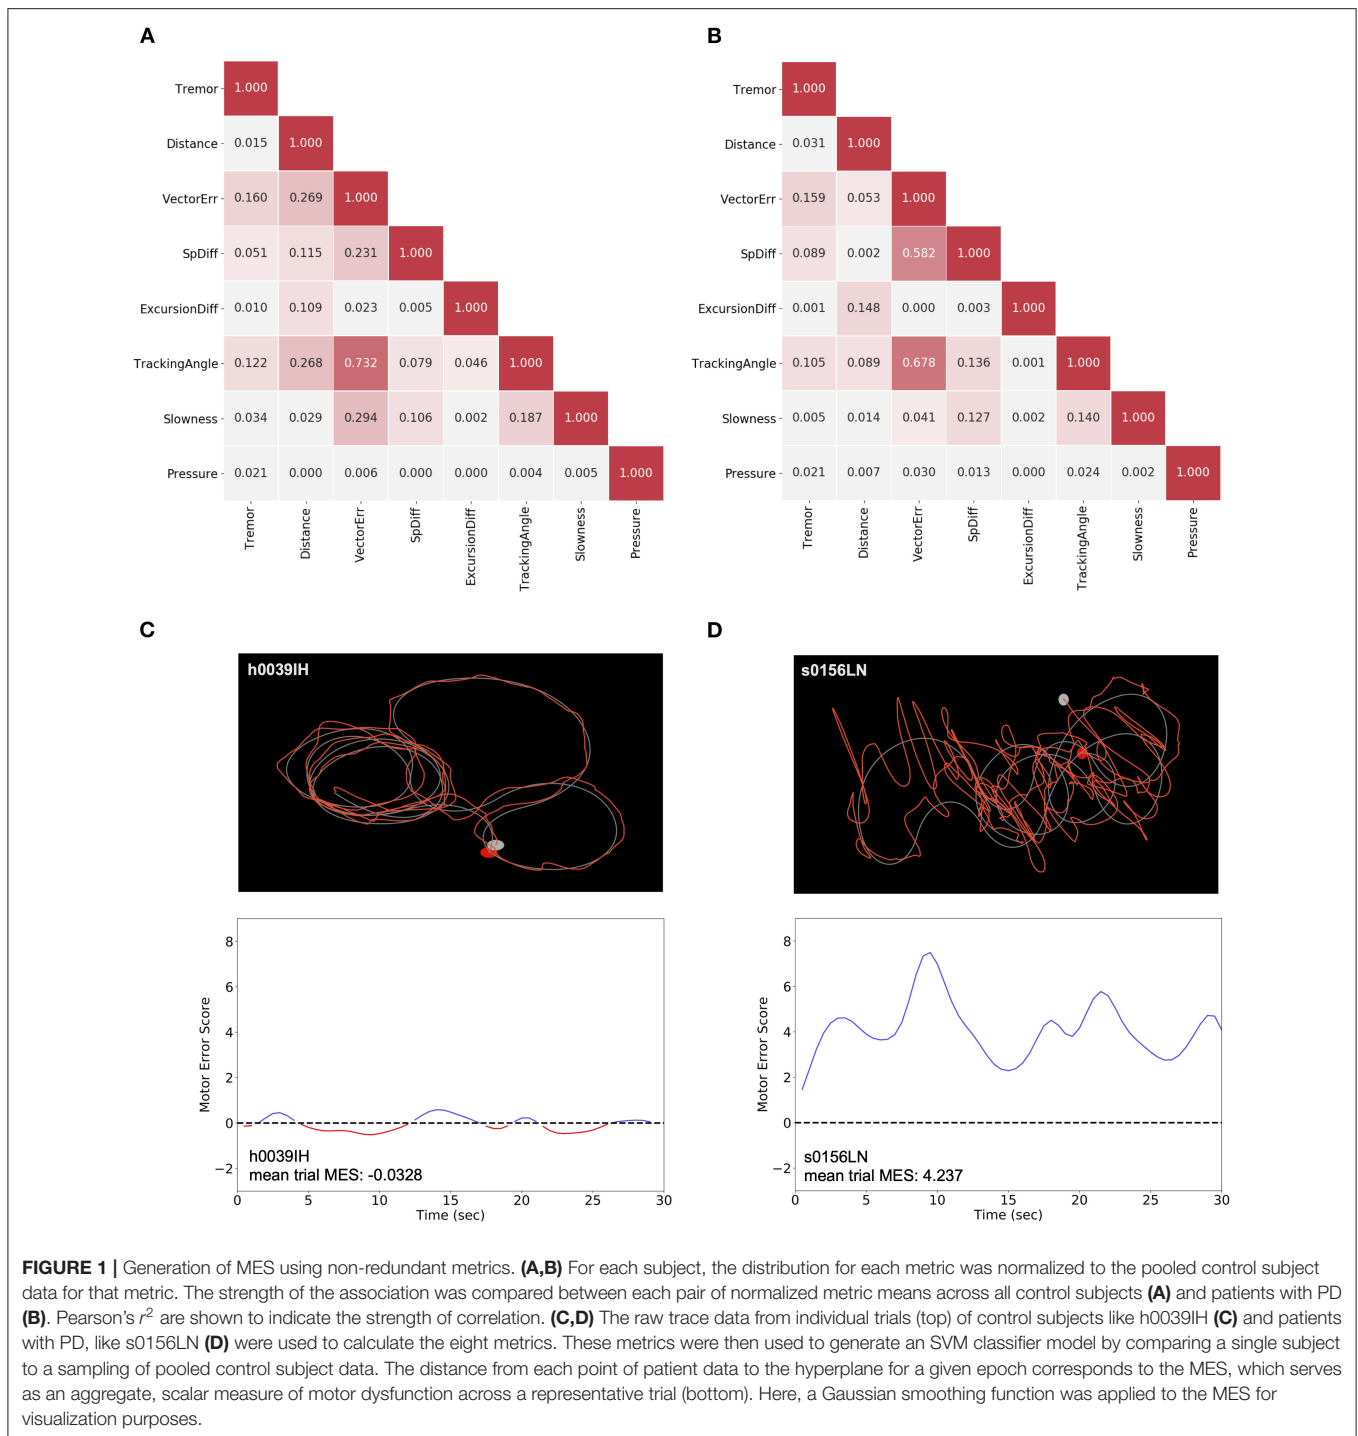 A
Tremor 1.000
Distance 0.015 1.000
VectorErr 0.160 0.269 1.000
SpDiff 0.051 0.115 0.231 1.000
ExcursionDiff 0.010 0.109 0.023 0.005 1.000
TrackingAngle 0.122 0.268 0.732 0.079 0.046 1.000
Slowness 0.034 0.029 0.294 0.106 0.002 0.187 1.000
Pressure 0.021 0.000 0.006 0.000 0.000 0.004 0.005 1.000
Tremor Distance VectorErr SpDiff ExcursionDiff TrackingAngle Slowness Pressure
B
Tremor 1.000
Distance 0.031 1.000
VectorErr 0.159 0.053 1.000
SpDiff 0.089 0.002 0.582 1.000
ExcursionDiff 0.001 0.148 0.000 0.003 1.000
TrackingAngle 0.105 0.089 0.678 0.136 0.001 1.000
Slowness 0.005 0.014 0.041 0.127 0.002 0.140 1.000
Pressure 0.021 0.007 0.030 0.013 0.000 0.024 0.002 1.000
Tremor Distance VectorErr SpDiff ExcursionDiff TrackingAngle Slowness Pressure
C
h0039IH
Motor Error Score
8
6
4
2
0
−2
h0039IH
mean trial MES: -0.0328
0 5 10 15 20 25 30
Time (sec)
D
s0156LN
Motor Error Score
8
6
4
2
0
−2
s0156LN
mean trial MES: 4.237
0 5 10 15 20 25 30
Time (sec)
FIGURE 1 | Generation of MES using non-redundant metrics. (A,B) For each subject, the distribution for each metric was normalized to the pooled control subject
data for that metric. The strength of the association was compared between each pair of normalized metric means across all control subjects (A) and patients with PD
(B). Pearson's r² are shown to indicate the strength of correlation. (C,D) The raw trace data from individual trials (top) of control subjects like h0039IH (C) and patients
with PD, like s0156LN (D) were used to calculate the eight metrics. These metrics were then used to generate an SVM classifier model by comparing a single subject
to a sampling of pooled control subject data. The distance from each point of patient data to the hyperplane for a given epoch corresponds to the MES, which serves
as an aggregate, scalar measure of motor dysfunction across a representative trial (bottom). Here, a Gaussian smoothing function was applied to the MES for
visualization purposes.